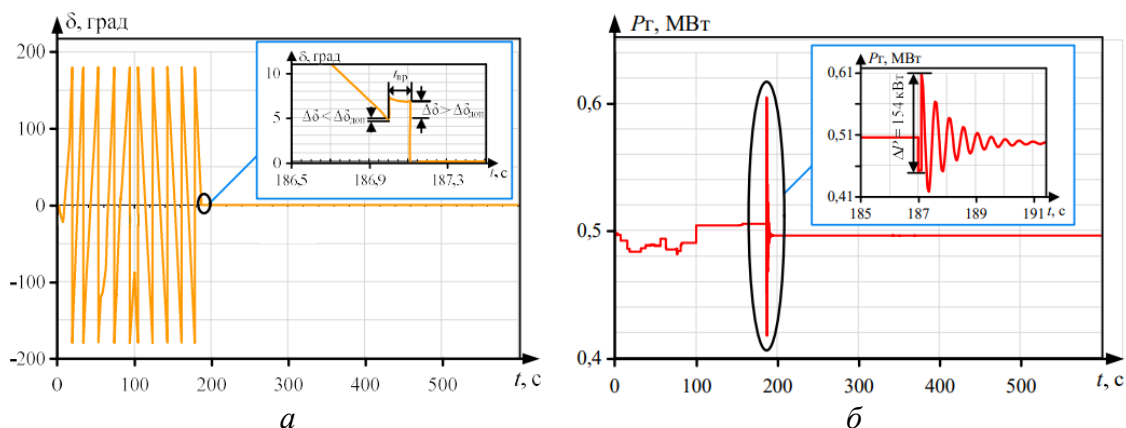 δ, град
200
100
0
-100
-200
0
100
200
300
400
500
t, с
δ, град
10
5
0
tпр
Δδ < Δδдоп
Δδ > Δδдоп
186,5
186,9
187,3
t, с
а
Pг, МВт
0,6
0,5
0,4
0
100
200
300
400
500
t, с
Pг, МВт
0,61
0,51
0,41
ΔP = 154 кВт
185
187
189
191
t, с
б